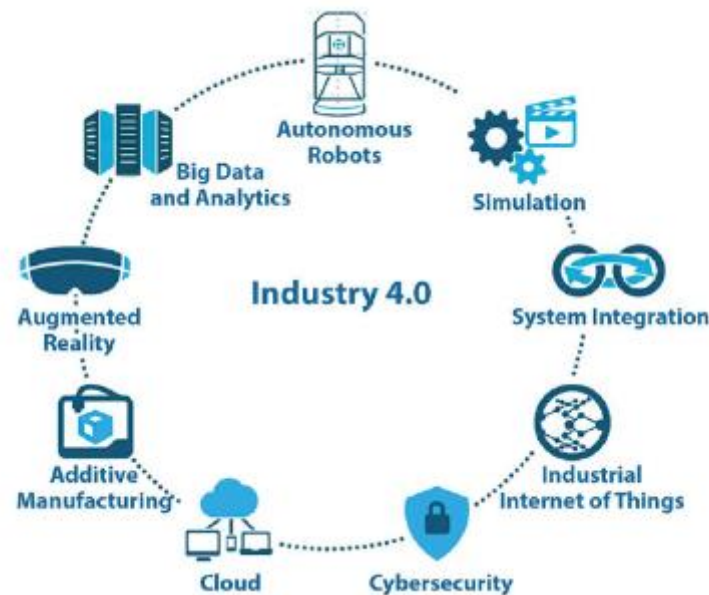 Autonomous
Robots
Big Data
and Analytics
Simulation
Industry 4.0
Augmented
Reality
System Integration
Additive
Manufacturing
Industrial
Internet of Things
Cloud
Cybersecurity